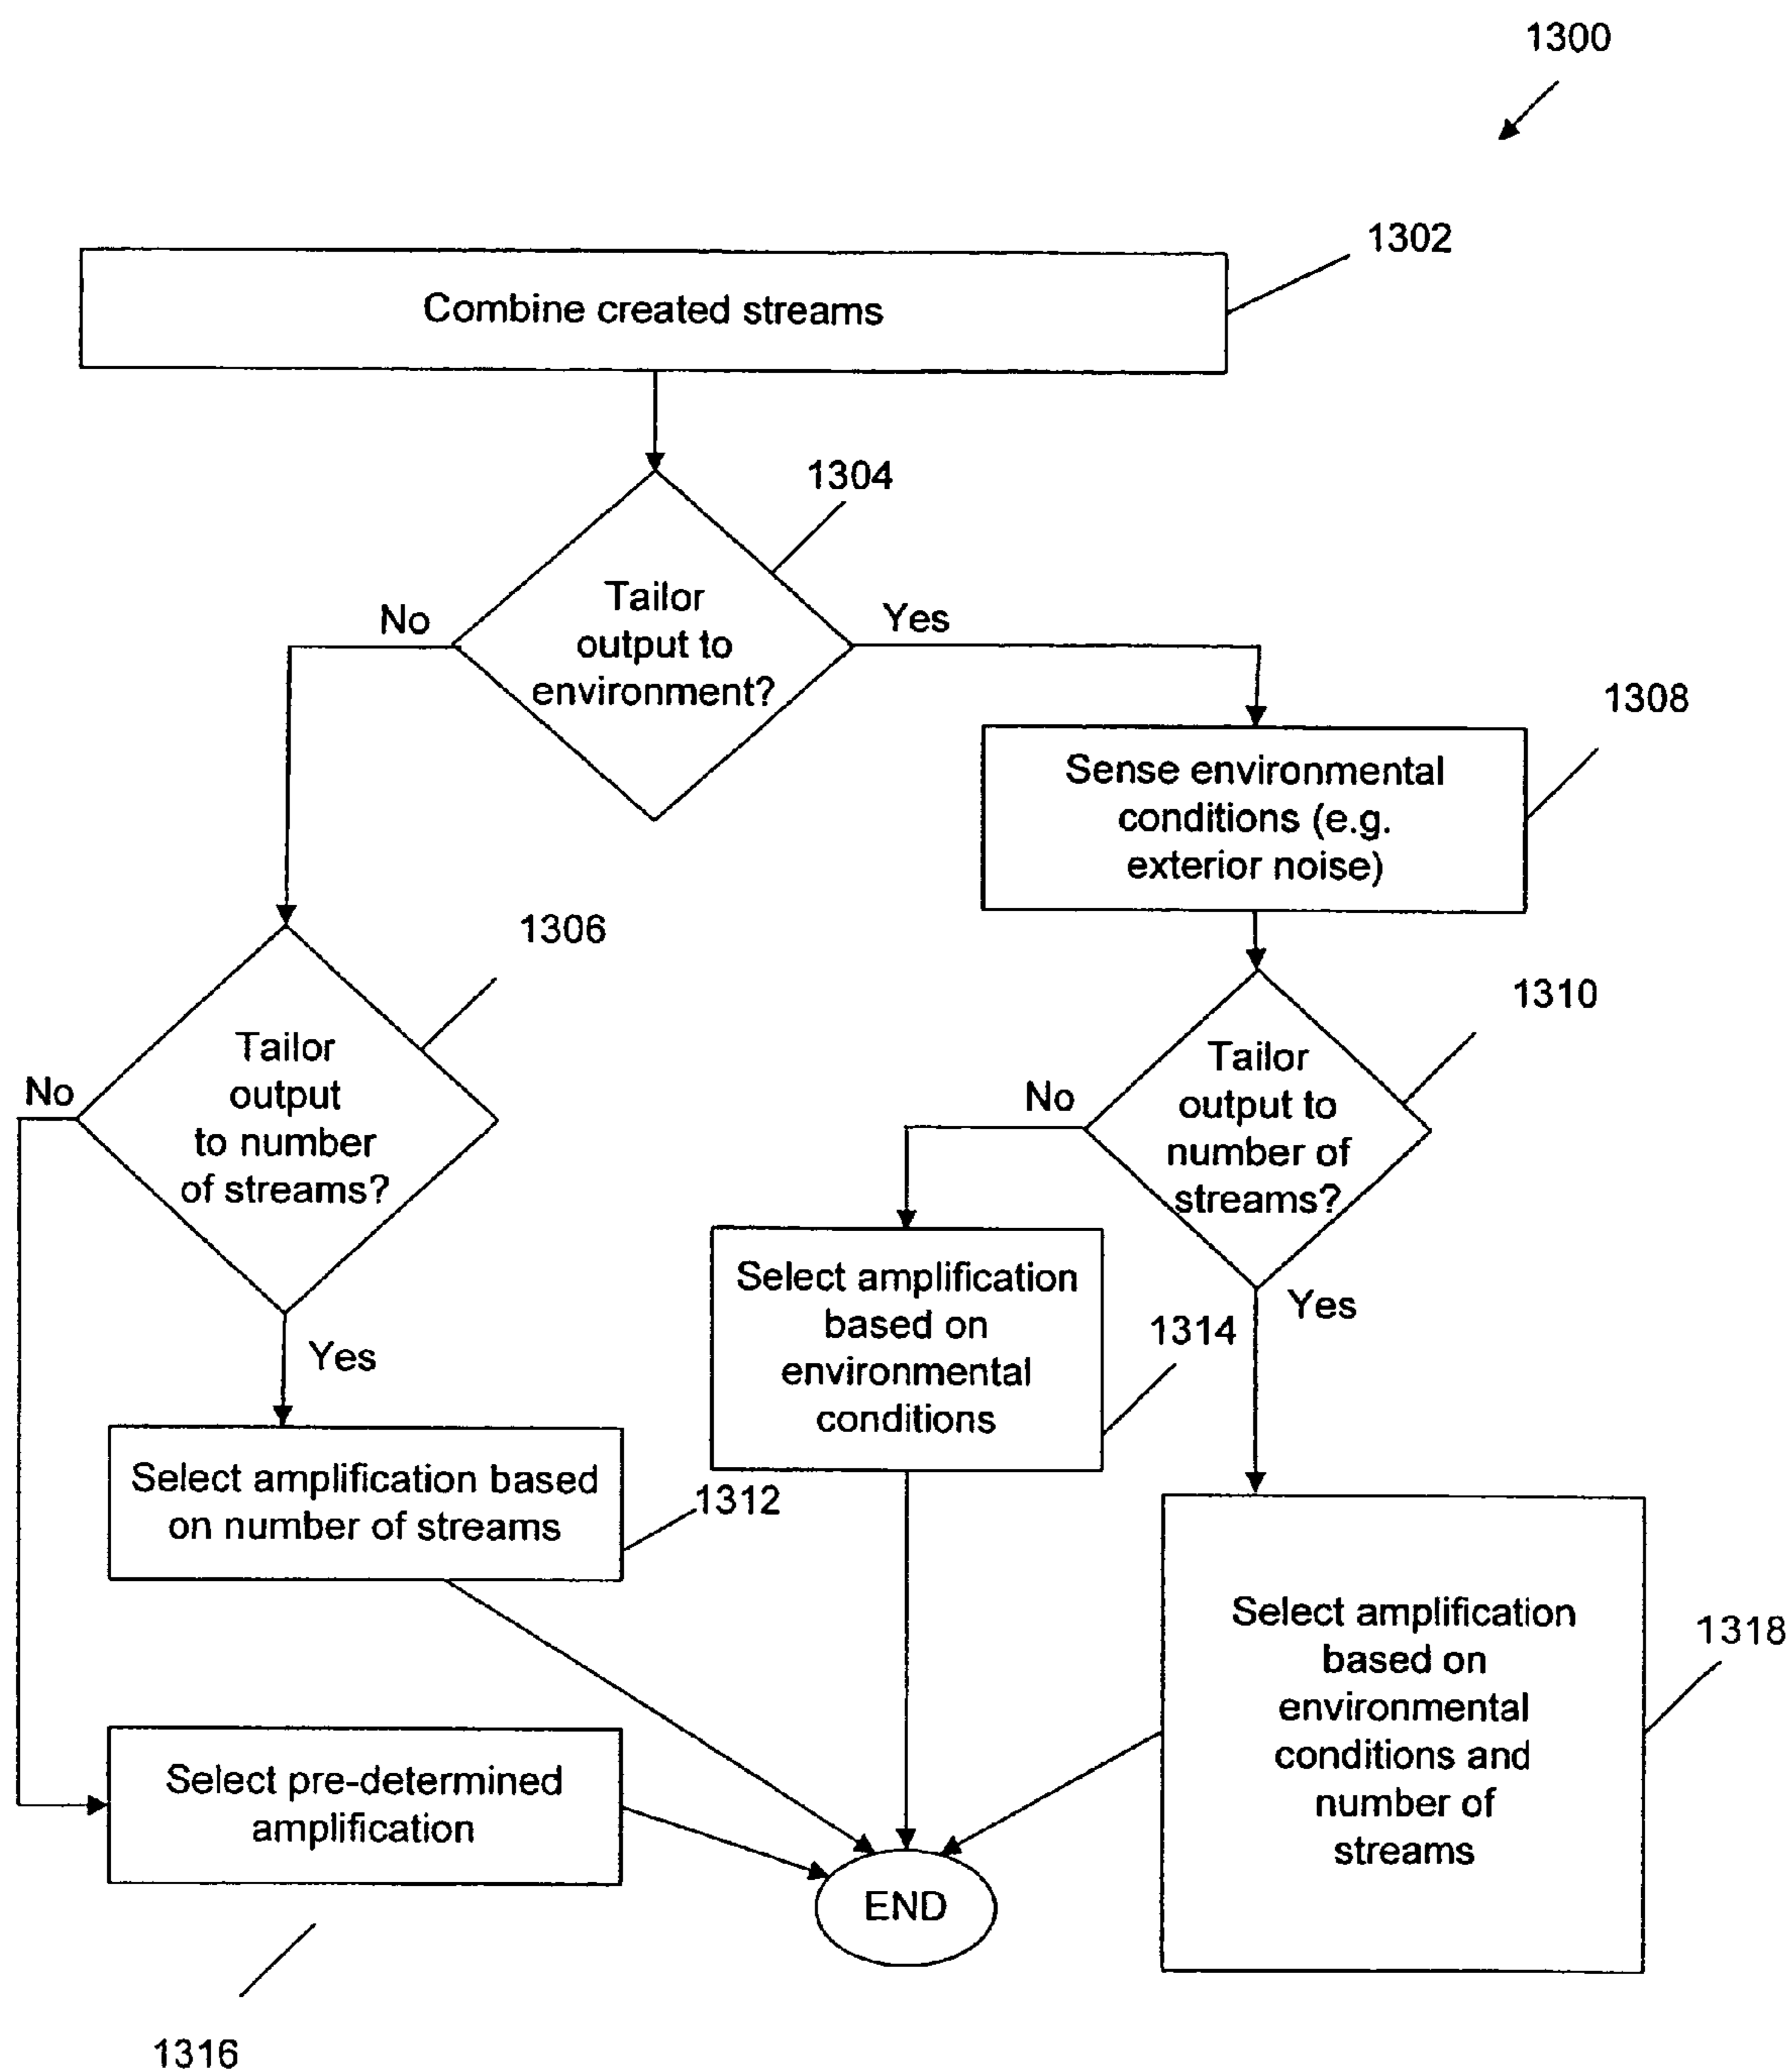 1300
1302
Combine created streams
1304
Tailor
output to
environment?
No
Yes
1308
Sense environmental
conditions (e.g.
exterior noise)
1306
Tailor
output
to number
of streams?
No
Yes
1310
Tailor
output to
number of
streams?
No
Yes
Select amplification
based on
environmental
conditions
1314
Select amplification based
on number of streams
1312
Select amplification
based on
environmental
conditions and
number of
streams
1318
Select pre-determined
amplification
END
1316